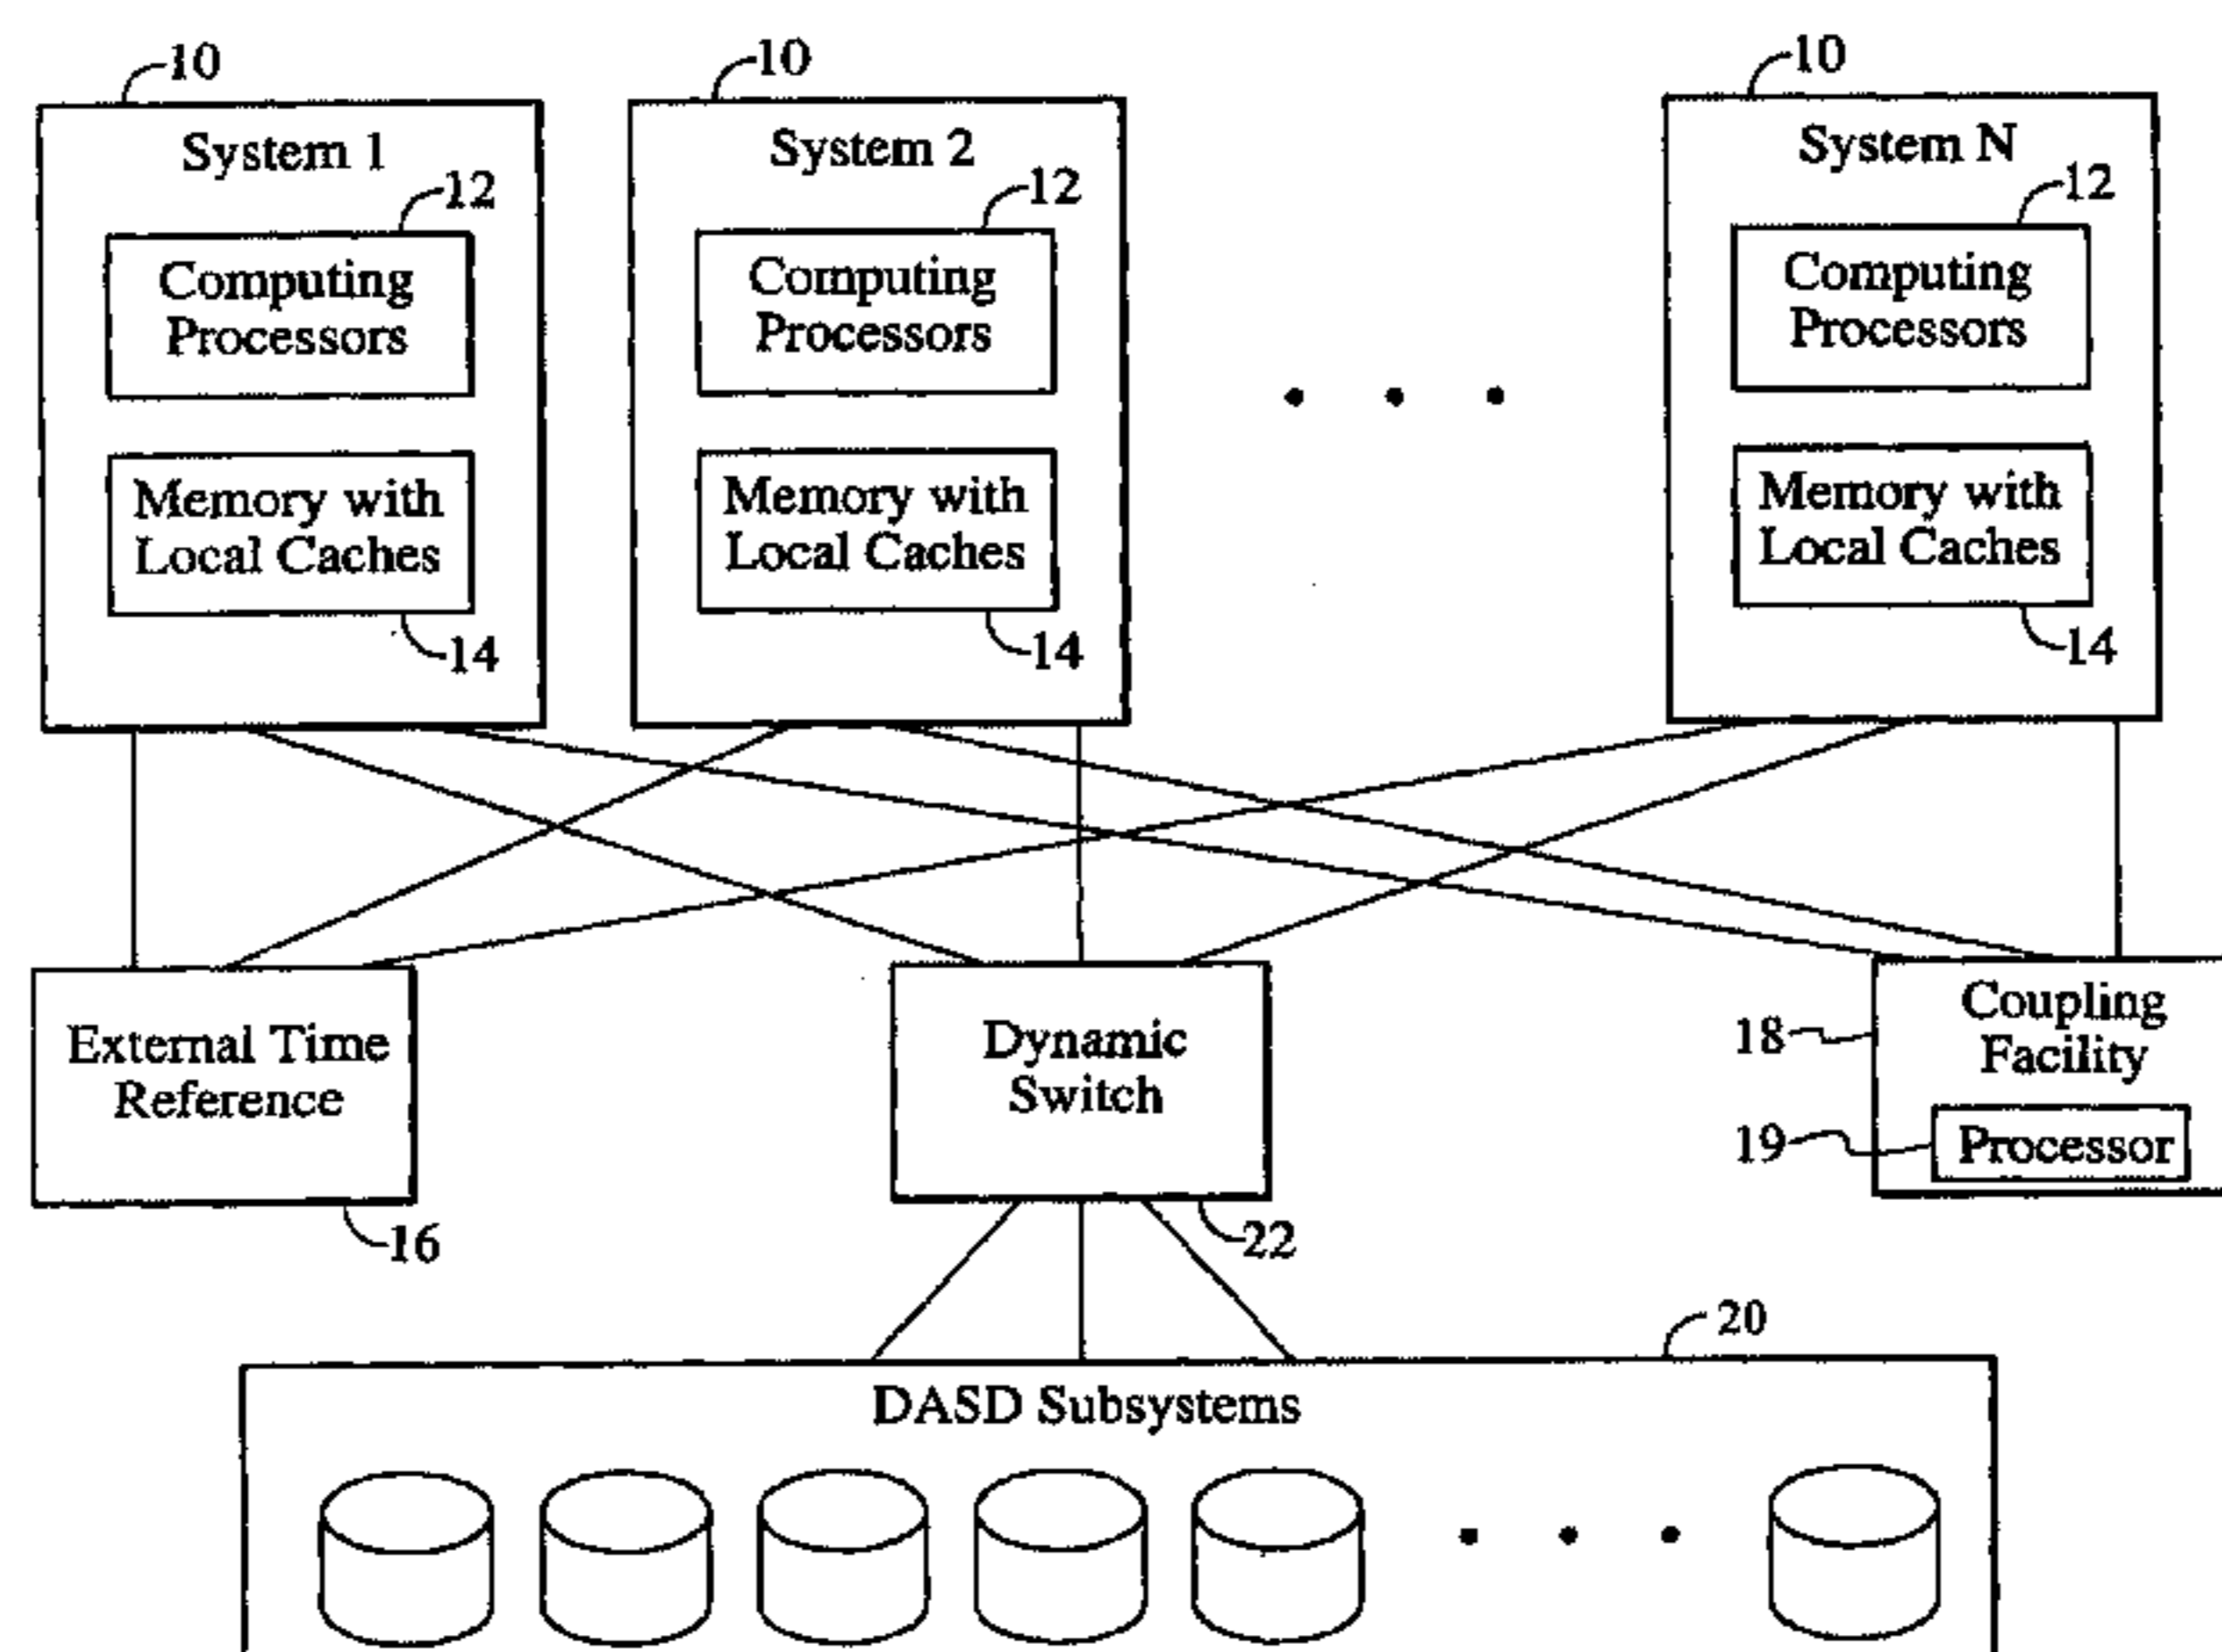 10
10
10
System 1
System 2
System N
12
12
12
Computing
Processors
Computing
Processors
Computing
Processors
Memory with
Local Caches
Memory with
Local Caches
Memory with
Local Caches
14
14
14
External Time
Reference
16
Dynamic
Switch
22
18
Coupling
Facility
19
Processor
20
DASD Subsystems